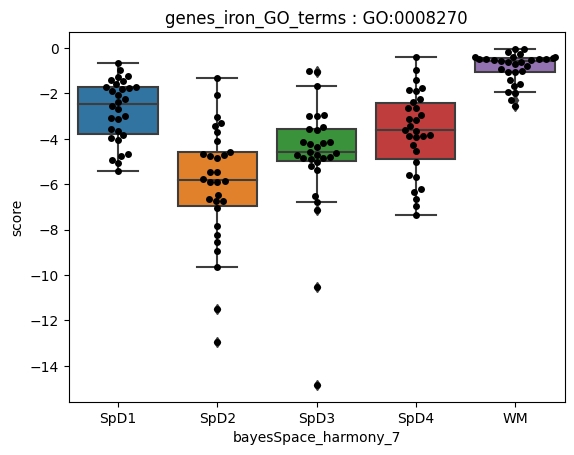 genes_iron_GO_terms : GO:0008270
0
−2
−4
−6
−8
−10
−12
−14
score
SpD1 SpD2 SpD3 SpD4 WM
bayesSpace_harmony_7